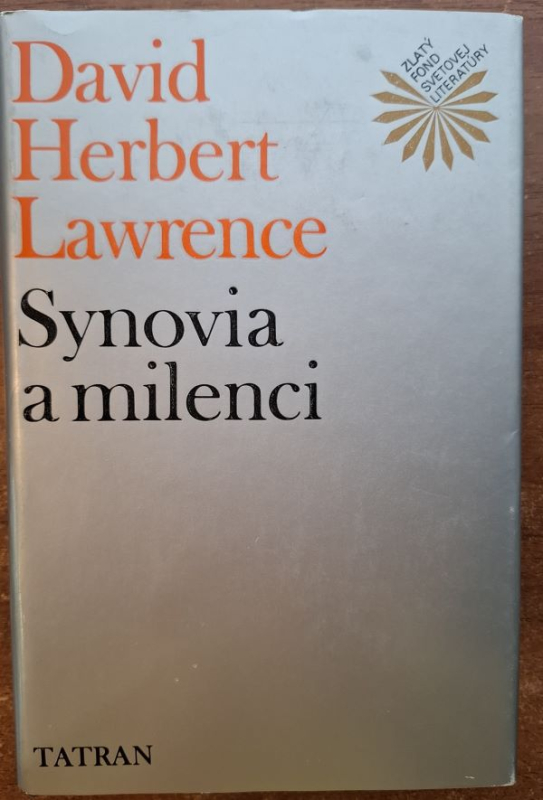 David
Herbert
Lawrence
ZLATÝ
FOND
SVETOVEJ
LITERATÚRY
Synovia
a milenci
TATRAN